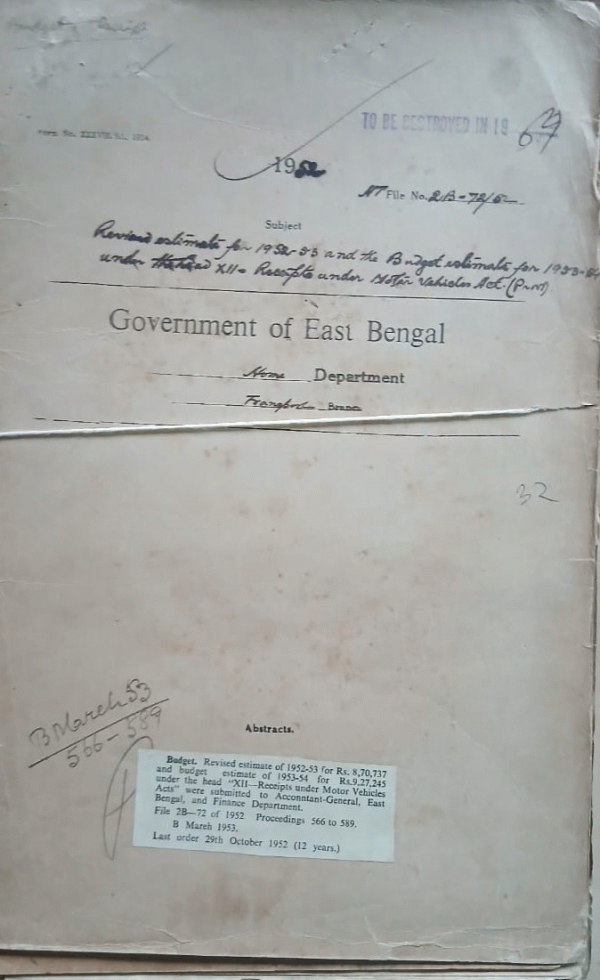 Form No. XXXVIII
TO BE DESTROYED IN 19 64
1952
File No. 2B-72/52
Subject
Revised estimate for 1952-53 and the Budget estimate for 1953-54
under the head XII- Receipts under Motor Vehicles Act.
Government of East Bengal
Home Department
Transport Branch
32
B March 53
566-589
Abstracts.
Budget. Revised estimate of 1952-53 for Rs. 8,70,737
and budget estimate of 1953-54 for Rs.9,27,245
under the head "XII—Receipts under Motor Vehicles
Acts" were submitted to Acconntant-General, East
Bengal, and Finance Department.
File 2B—72 of 1952 Proceedings 566 to 589.
B March 1953.
Last order 29th October 1952 (12 years.)